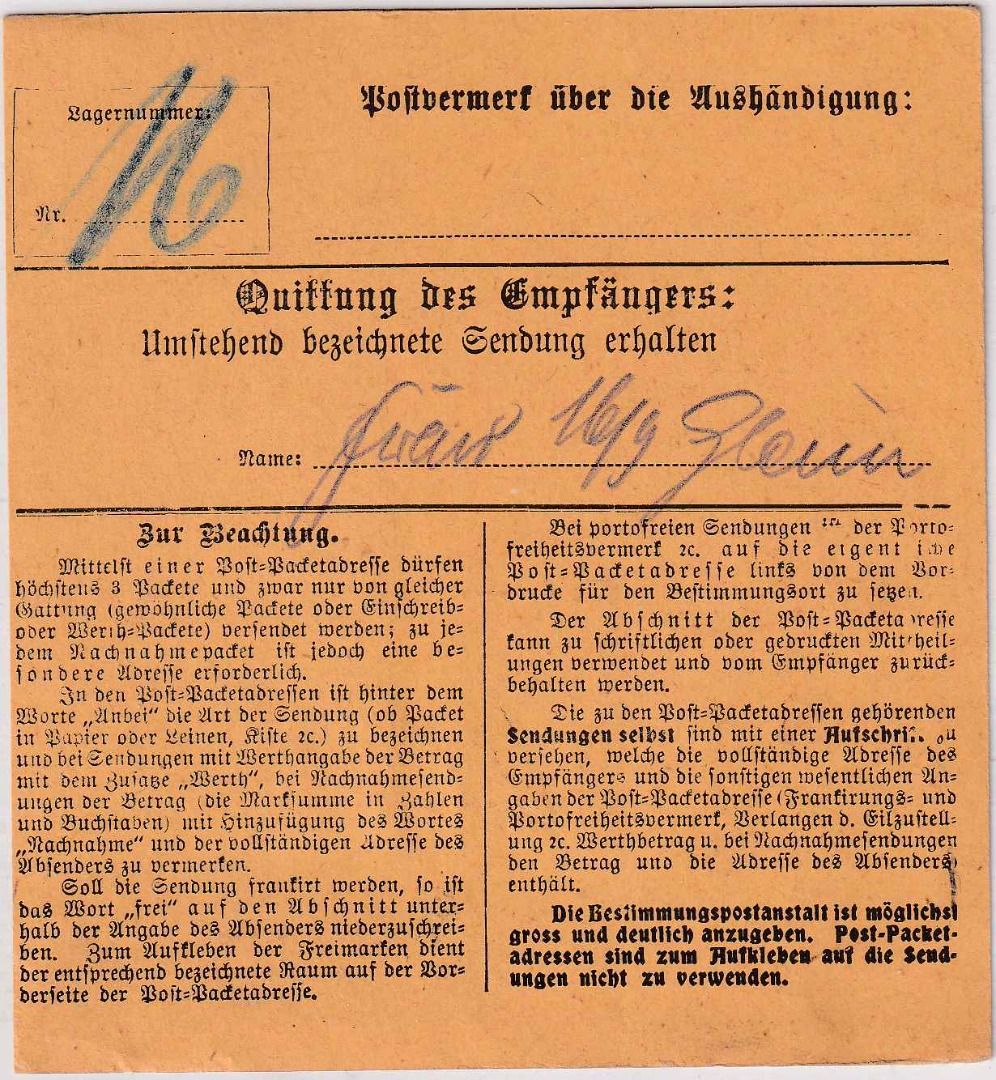 Lagernummer:
Nr.
Postvermerk über die Aushändigung:
Quittung des Empfängers:
Umstehend bezeichnete Sendung erhalten
Name: 16/9
Zur Beachtung.
Mittelst einer Post=Packetadresse dürfen
höchstens 3 Packete und zwar nur von gleicher
Gattung (gewöhnliche Packete oder Einschreib=
oder Werth=Packete) versendet werden; zu je=
dem Nachnahmepacket ist jedoch eine be=
sondere Adresse erforderlich.
In den Post=Packetadressen ist hinter dem
Worte „Anbei" die Art der Sendung (ob Packet
in Papier oder Leinen, Kiste ꝛc.) zu bezeichnen
und bei Sendungen mit Werthangabe der Betrag
mit dem Zusatze „Werth", bei Nachnahmesend=
ungen der Betrag (die Marksumme in Zahlen
und Buchstaben) mit Hinzufügung des Wortes
„Nachnahme" und der vollständigen Adresse des
Absenders zu vermerken.
Soll die Sendung frankirt werden, so ist
das Wort „frei" auf den Abschnitt unter=
halb der Angabe des Absenders niederzuschrei=
ben. Zum Aufkleben der Freimarken dient
der entsprechend bezeichnete Raum auf der Vor=
derseite der Post=Packetadresse.
Bei portofreien Sendungen ist der Porto=
freiheitsvermerk ꝛc. auf die eigentliche
Post=Packetadresse links von dem Vor=
drucke für den Bestimmungsort zu setzen.
Der Abschnitt der Post=Packetadresse
kann zu schriftlichen oder gedruckten Mittheil=
ungen verwendet und vom Empfänger zurück=
behalten werden.
Die zu den Post=Packetadressen gehörenden
Sendungen selbst sind mit einer Aufschrift zu
versehen, welche die vollständige Adresse des
Empfängers und die sonstigen wesentlichen An=
gaben der Post=Packetadresse (Frankirungs= und
Portofreiheitsvermerk, Verlangen d. Eilzustell=
ung ꝛc. Werthbetrag u. bei Nachnahmesendungen
den Betrag und die Adresse des Absenders)
enthält.
Die Bestimmungspostanstalt ist möglichst
gross und deutlich anzugeben. Post-Packet-
adressen sind zum Aufkleben auf die Send-
ungen nicht zu verwenden.